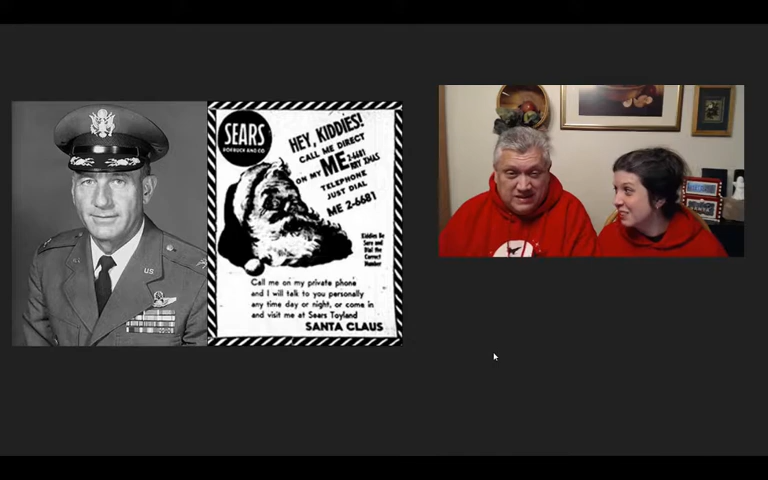 SEARS
ROEBUCK AND CO
HEY, KIDDIES!
CALL ME DIRECT
ON MY MERRY XMAS
TELEPHONE
JUST DIAL
ME 2-6681
Kiddies Be
Sure and
Dial the
Correct
Number
Call me on my private phone
and I will talk to you personally
any time day or night, or come in
and visit me at Sears Toyland
SANTA CLAUS
US